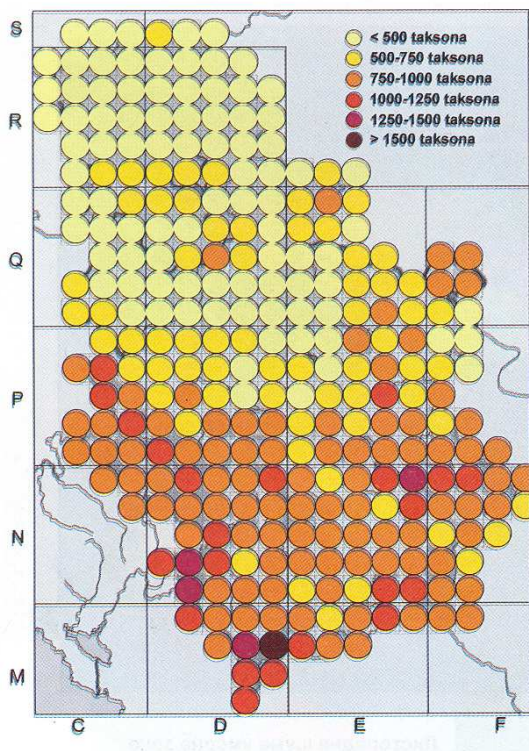 < 500 taksona
500-750 taksona
750-1000 taksona
1000-1250 taksona
1250-1500 taksona
> 1500 taksona
S
R
Q
P
N
M
C D E F